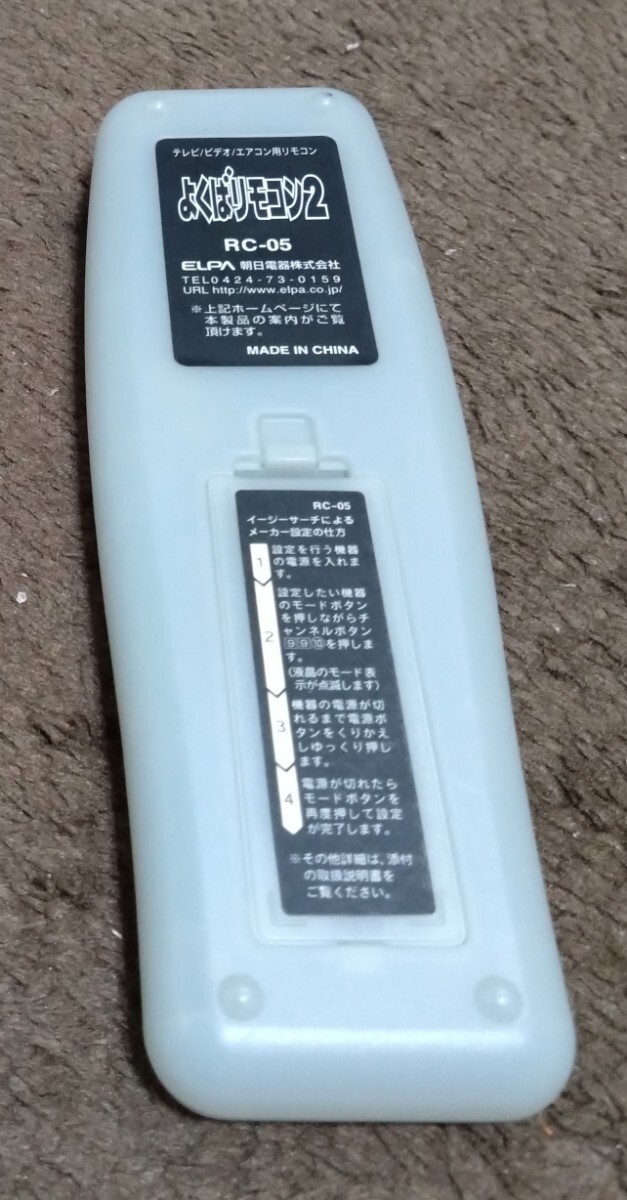 テレビ/ビデオ/エアコン用リモコン
よくばリモコン2
RC-05
ELPA 朝日電器株式会社
TEL0424-73-0159
URL http://www.elpa.co.jp/
※上記ホームページにて
本製品の案内がご覧
頂けます。
MADE IN CHINA
RC-05
イージーサーチによる
メーカー設定の仕方
1 設定を行う機器
の電源を入れま
す。
設定したい機器
のモードボタン
を押しながらチ
2 ャンネルボタン
9 9 10 を押しま
す。
(液晶のモード表
示が点滅します)
機器の電源が切
3 れるまで電源ボ
タンをくりかえ
しゆっくり押し
ます。
電源が切れたら
4 モードボタンを
再度押して設定
が完了します。
※その他詳細は、添付
の取扱説明書を
ご覧ください。